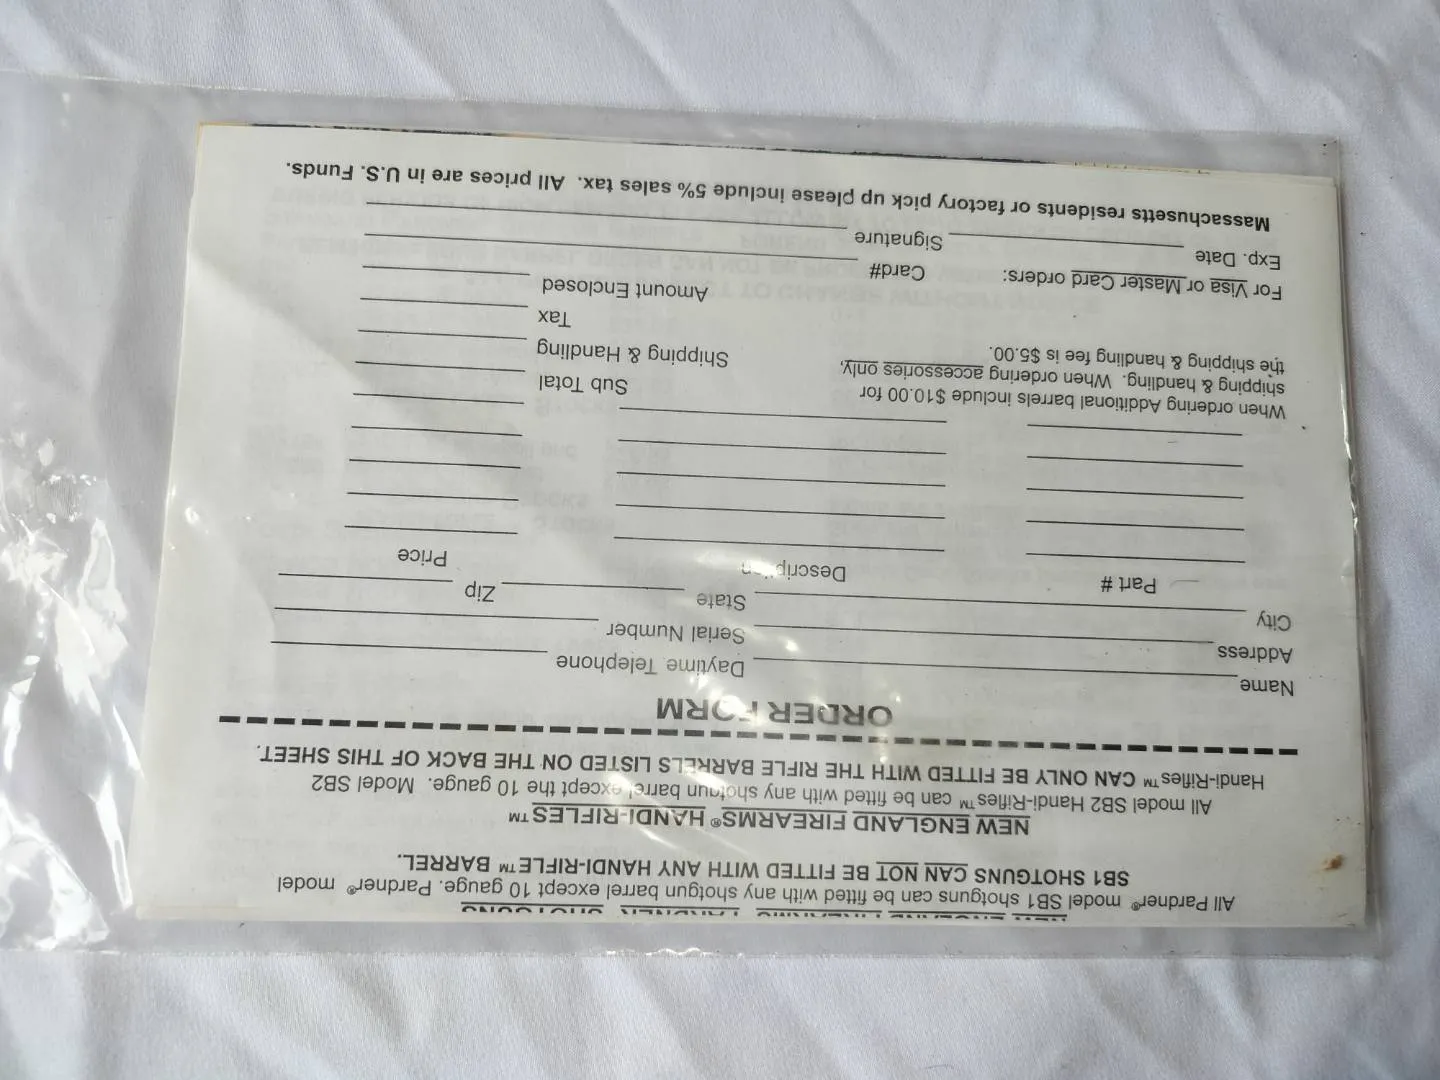 NEW ENGLAND FIREARMS PARDNER SHOTGUNS
All Pardner® model SB1 shotguns can be fitted with any shotgun barrel except 10 gauge. Pardner® model
SB1 SHOTGUNS CAN NOT BE FITTED WITH ANY HANDI-RIFLE™ BARREL.
NEW ENGLAND FIREARMS® HANDI-RIFLES™
All model SB2 Handi-Rifles™ can be fitted with any shotgun barrel except the 10 gauge. Model SB2
Handi-Rifles™ CAN ONLY BE FITTED WITH THE RIFLE BARRELS LISTED ON THE BACK OF THIS SHEET.
ORDER FORM
Name Daytime Telephone
Address Serial Number
City State Zip
Part # Description Price
When ordering Additional barrels include $10.00 for
shipping & handling. When ordering accessories only,
the shipping & handling fee is $5.00.
Sub Total
Shipping & Handling
Tax
Amount Enclosed
For Visa or Master Card orders: Card#
Exp. Date Signature
Massachusetts residents or factory pick up please include 5% sales tax. All prices are in U.S. Funds.